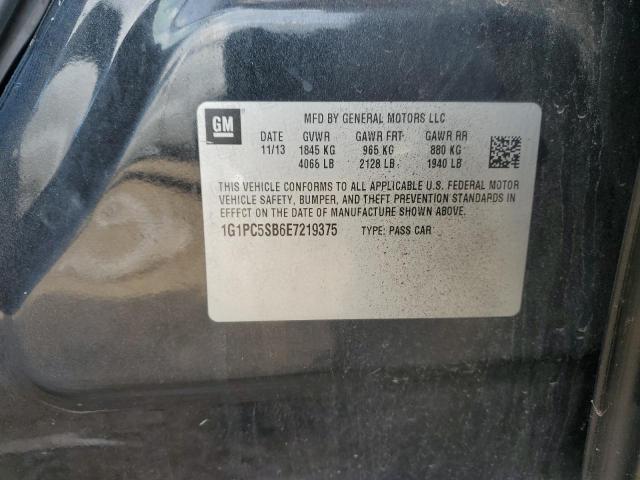 GM
MFD BY GENERAL MOTORS LLC
DATE GVWR GAWR FRT GAWR RR
11/13 1845 KG 965 KG 880 KG
4066 LB 2128 LB 1940 LB
THIS VEHICLE CONFORMS TO ALL APPLICABLE U.S. FEDERAL MOTOR
VEHICLE SAFETY, BUMPER, AND THEFT PREVENTION STANDARDS IN
EFFECT ON THE DATE OF MANUFACTURE SHOWN ABOVE.
1G1PC5SB6E7219375 TYPE: PASS CAR